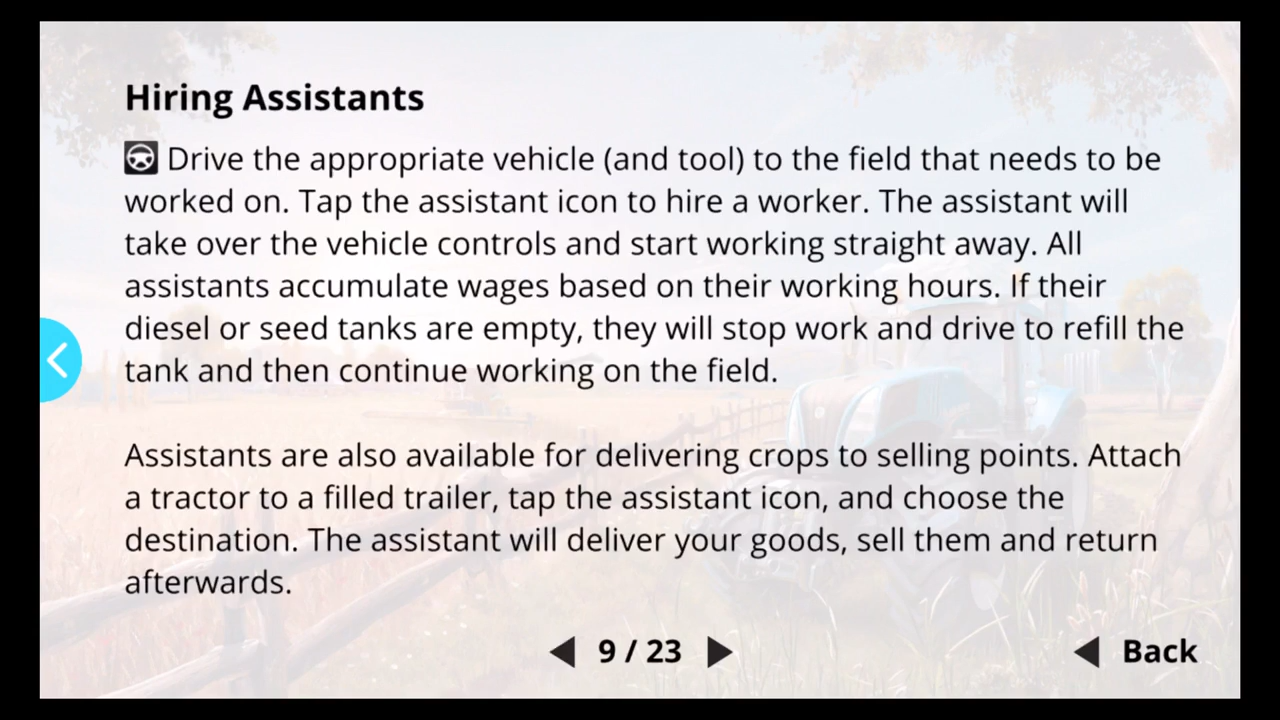 Hiring Assistants
Drive the appropriate vehicle (and tool) to the field that needs to be
worked on. Tap the assistant icon to hire a worker. The assistant will
take over the vehicle controls and start working straight away. All
assistants accumulate wages based on their working hours. If their
diesel or seed tanks are empty, they will stop work and drive to refill the
tank and then continue working on the field.
Assistants are also available for delivering crops to selling points. Attach
a tractor to a filled trailer, tap the assistant icon, and choose the
destination. The assistant will deliver your goods, sell them and return
afterwards.
9 / 23
Back